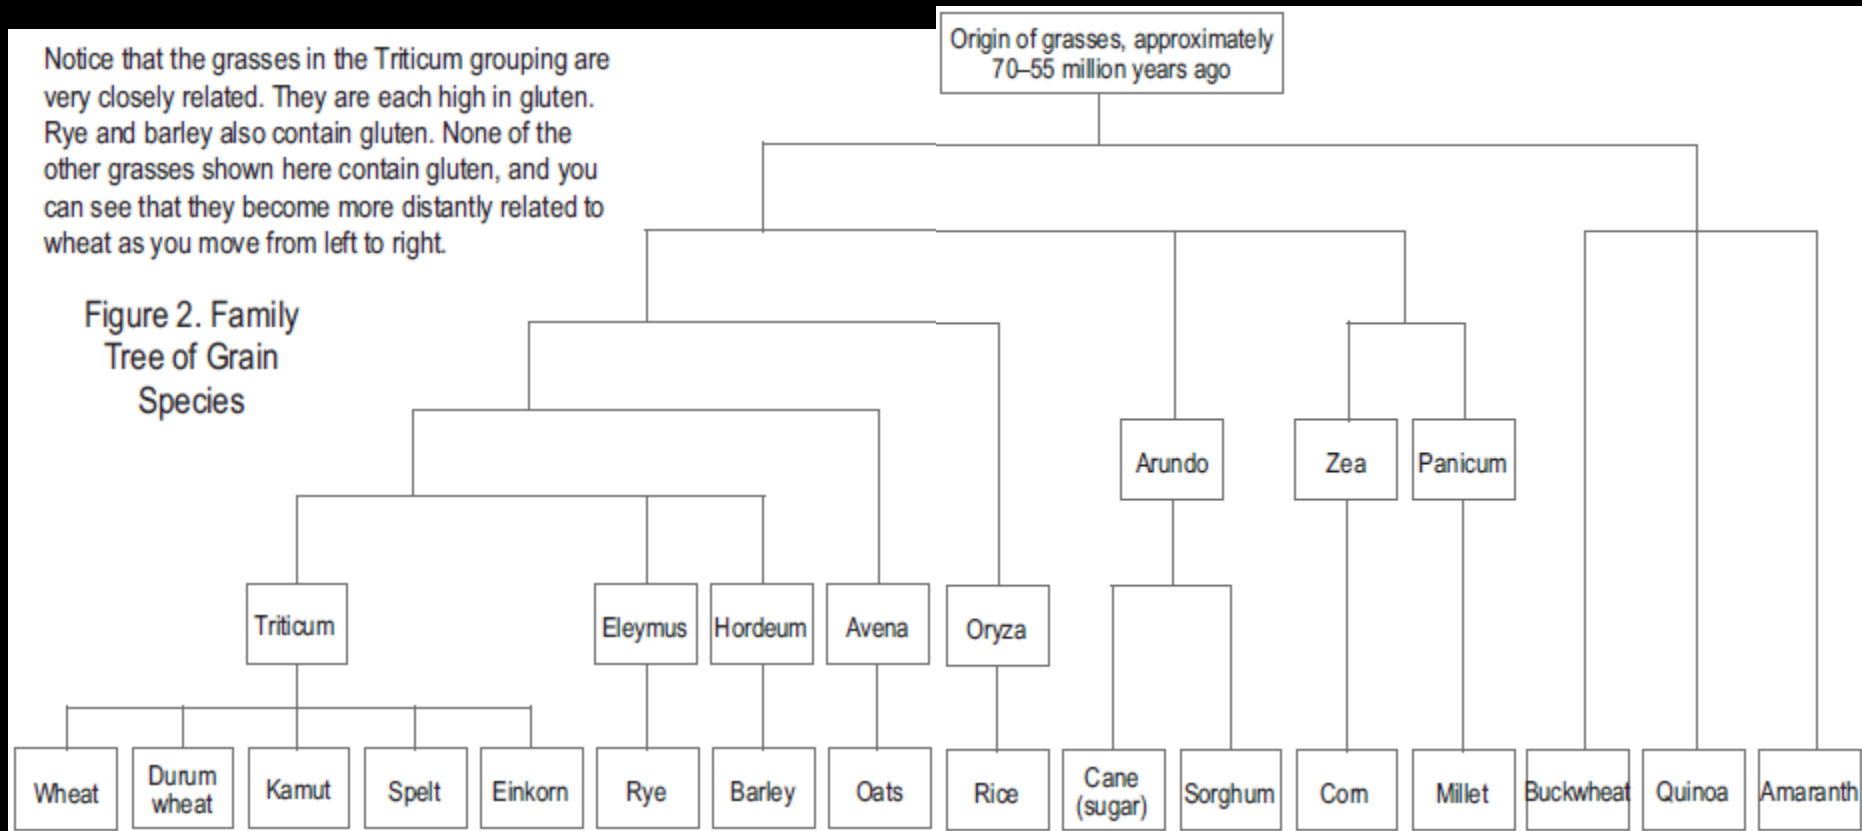 Notice that the grasses in the Triticum grouping are
very closely related. They are each high in gluten.
Rye and barley also contain gluten. None of the
other grasses shown here contain gluten, and you
can see that they become more distantly related to
wheat as you move from left to right.
Figure 2. Family
Tree of Grain
Species
Origin of grasses, approximately
70–55 million years ago
Arundo
Zea
Panicum
Triticum
Eleymus
Hordeum
Avena
Oryza
Wheat
Durum
wheat
Kamut
Spelt
Einkorn
Rye
Barley
Oats
Rice
Cane
(sugar)
Sorghum
Corn
Millet
Buckwheat
Quinoa
Amaranth